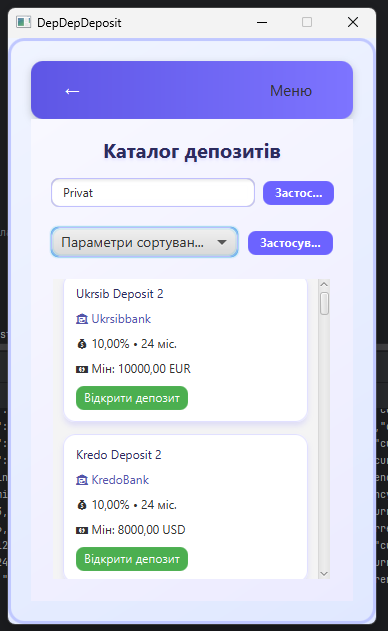 DepDepDeposit
← Меню
Каталог депозитів
Privat Застос...
Параметри сортуван... Застосув...
Ukrsib Deposit 2
Ukrsibbank
10,00% • 24 міс.
Мін: 10000,00 EUR
Відкрити депозит
Kredo Deposit 2
KredoBank
10,00% • 24 міс.
Мін: 8000,00 USD
Відкрити депозит